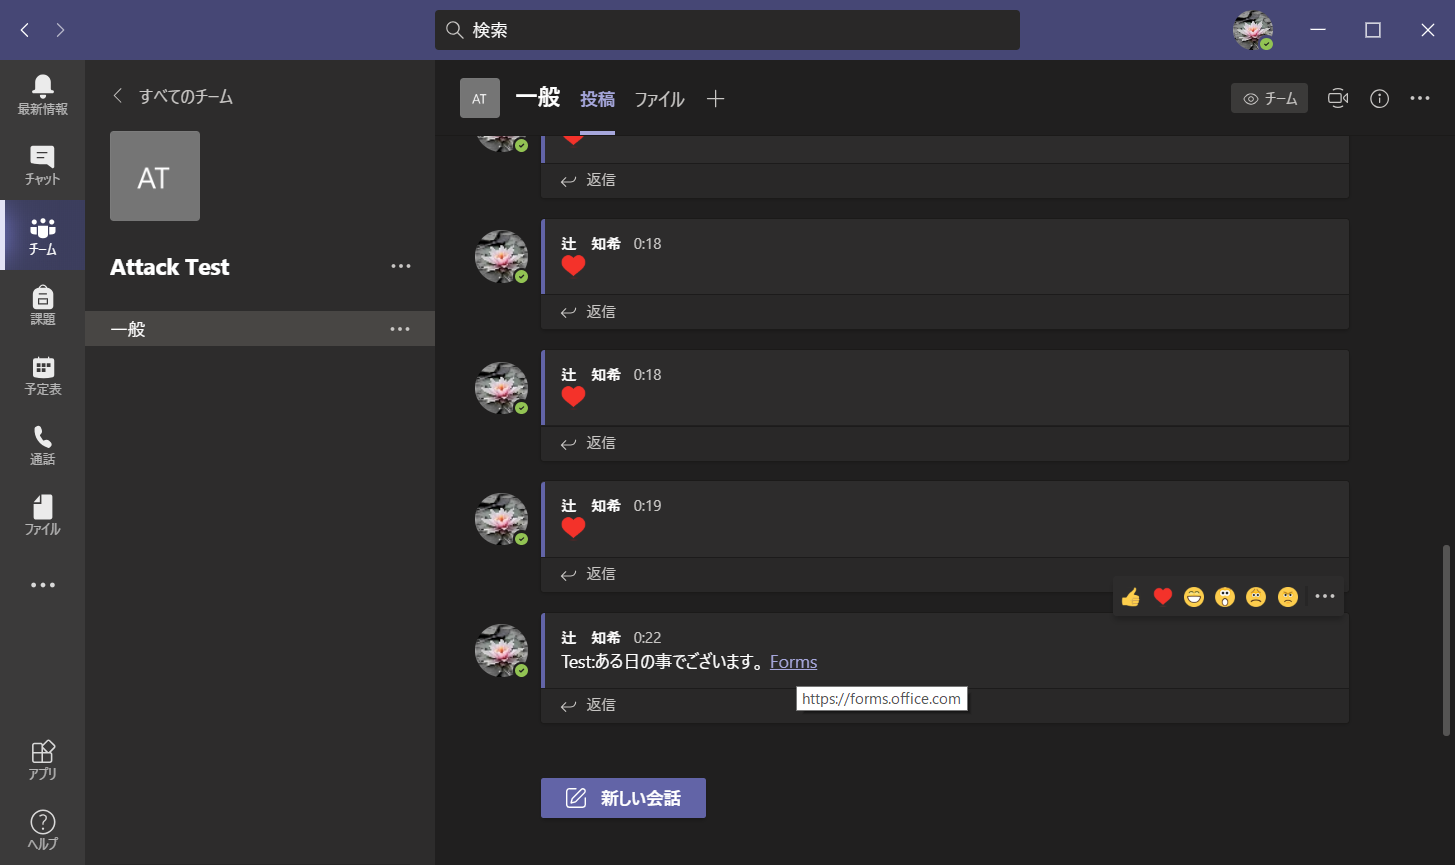 検索
最新情報
チャット
チーム
課題
予定表
通話
ファイル
アプリ
ヘルプ
すべてのチーム
AT
Attack Test
一般
AT
一般
投稿
ファイル
チーム
返信
辻 知希 0:18
返信
辻 知希 0:18
返信
辻 知希 0:19
返信
辻 知希 0:22
Test:ある日の事でございます。 Forms
https://forms.office.com
返信
新しい会話